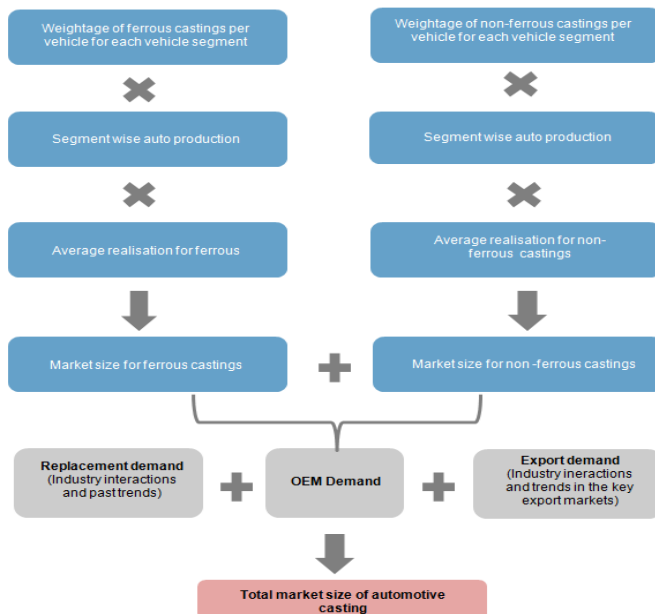 Weightage of ferrous castings per
vehicle for each vehicle segment
Weightage of non-ferrous castings per
vehicle for each vehicle segment
Segment wise auto production
Segment wise auto production
Average realisation for ferrous
Average realisation for non-
ferrous castings
Market size for ferrous castings
Market size for non -ferrous castings
Replacement demand
(Industry interactions
and past trends)
OEM Demand
Export demand
(Industry ineractions
and trends in the key
export markets)
Total market size of automotive
casting